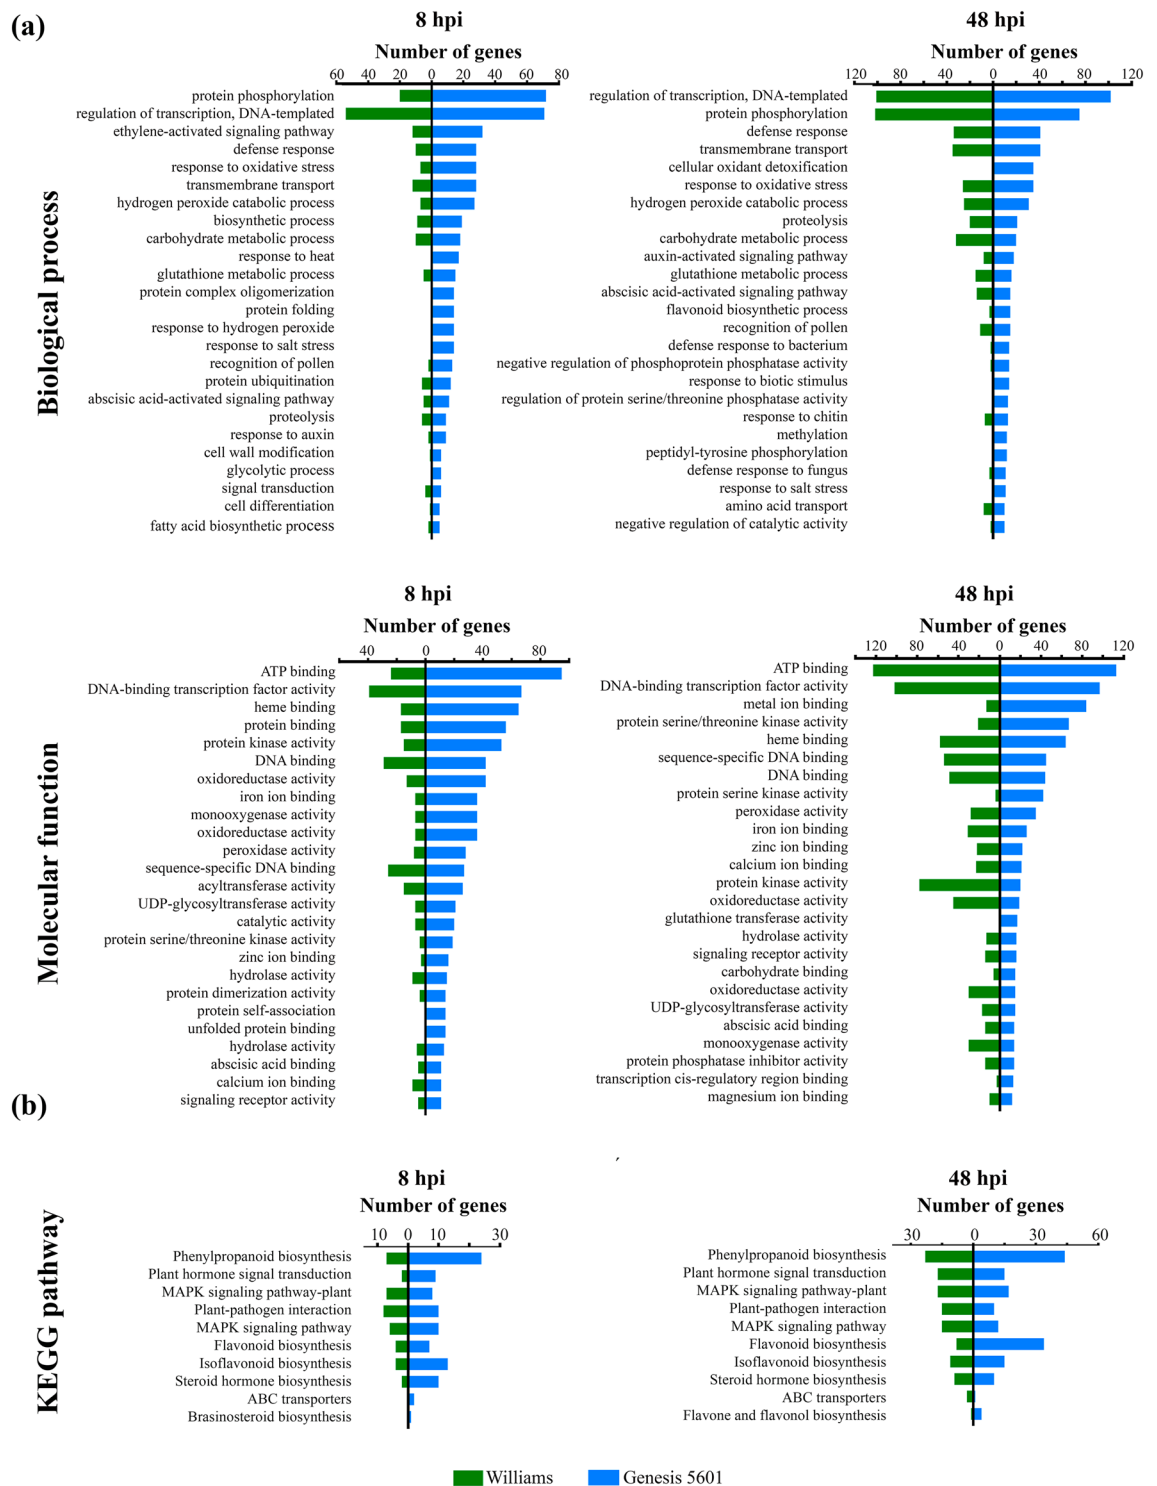 (a)
8 hpi
Number of genes
60 40 20 0 20 40 60 80
Biological process
protein phosphorylation
regulation of transcription, DNA-templated
ethylene-activated signaling pathway
defense response
response to oxidative stress
transmembrane transport
hydrogen peroxide catabolic process
biosynthetic process
carbohydrate metabolic process
response to heat
glutathione metabolic process
protein complex oligomerization
protein folding
response to hydrogen peroxide
response to salt stress
recognition of pollen
protein ubiquitination
abscisic acid-activated signaling pathway
proteolysis
response to auxin
cell wall modification
glycolytic process
signal transduction
cell differentiation
fatty acid biosynthetic process
48 hpi
Number of genes
120 80 40 0 40 80 120
regulation of transcription, DNA-templated
protein phosphorylation
defense response
transmembrane transport
cellular oxidant detoxification
response to oxidative stress
hydrogen peroxide catabolic process
proteolysis
carbohydrate metabolic process
auxin-activated signaling pathway
glutathione metabolic process
abscisic acid-activated signaling pathway
flavonoid biosynthetic process
recognition of pollen
defense response to bacterium
negative regulation of phosphoprotein phosphatase activity
response to biotic stimulus
regulation of protein serine/threonine phosphatase activity
response to chitin
methylation
peptidyl-tyrosine phosphorylation
defense response to fungus
response to salt stress
amino acid transport
negative regulation of catalytic activity
8 hpi
Number of genes
40 0 40 80
Molecular function
ATP binding
DNA-binding transcription factor activity
heme binding
protein binding
protein kinase activity
DNA binding
oxidoreductase activity
iron ion binding
monooxygenase activity
oxidoreductase activity
peroxidase activity
sequence-specific DNA binding
acyltransferase activity
UDP-glycosyltransferase activity
catalytic activity
protein serine/threonine kinase activity
zinc ion binding
hydrolase activity
protein dimerization activity
protein self-association
unfolded protein binding
hydrolase activity
abscisic acid binding
calcium ion binding
signaling receptor activity
48 hpi
Number of genes
120 80 40 0 40 80 120
ATP binding
DNA-binding transcription factor activity
metal ion binding
protein serine/threonine kinase activity
heme binding
sequence-specific DNA binding
DNA binding
protein serine kinase activity
peroxidase activity
iron ion binding
zinc ion binding
calcium ion binding
protein kinase activity
oxidoreductase activity
glutathione transferase activity
hydrolase activity
signaling receptor activity
carbohydrate binding
oxidoreductase activity
UDP-glycosyltransferase activity
abscisic acid binding
monooxygenase activity
protein phosphatase inhibitor activity
transcription cis-regulatory region binding
magnesium ion binding
(b)
8 hpi
Number of genes
10 0 10 30
KEGG pathway
Phenylpropanoid biosynthesis
Plant hormone signal transduction
MAPK signaling pathway-plant
Plant-pathogen interaction
MAPK signaling pathway
Flavonoid biosynthesis
Isoflavonoid biosynthesis
Steroid hormone biosynthesis
ABC transporters
Brasinosteroid biosynthesis
48 hpi
Number of genes
30 0 30 60
Phenylpropanoid biosynthesis
Plant hormone signal transduction
MAPK signaling pathway-plant
Plant-pathogen interaction
MAPK signaling pathway
Flavonoid biosynthesis
Isoflavonoid biosynthesis
Steroid hormone biosynthesis
ABC transporters
Flavone and flavonol biosynthesis
Williams
Genesis 5601